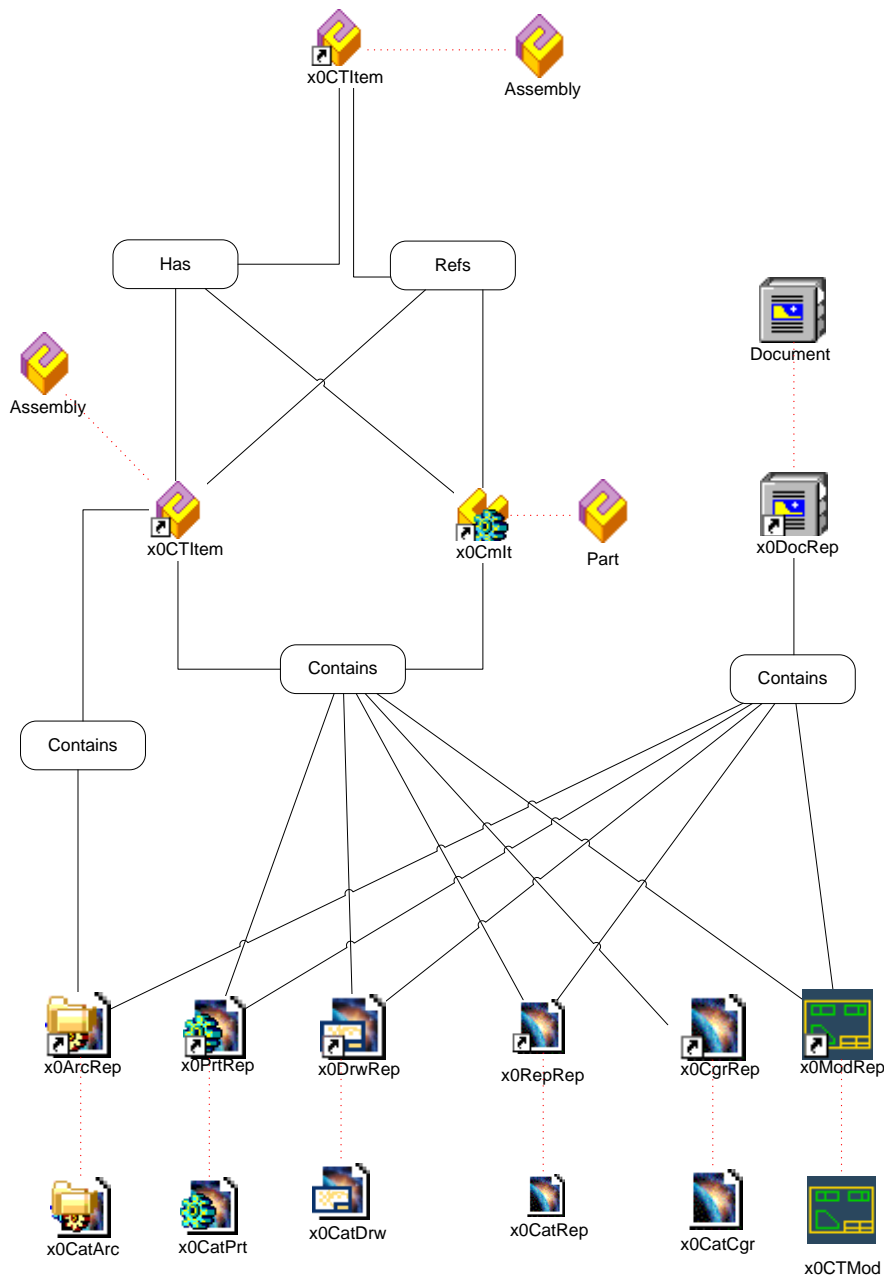 x0CTItem
Assembly
Has
Refs
Document
Assembly
x0CTItem
x0CmIt
Part
x0DocRep
Contains
Contains
Contains
x0ArcRep
x0PrtRep
x0DrwRep
x0RepRep
x0CgrRep
x0ModRep
x0CatArc
x0CatPrt
x0CatDrw
x0CatRep
x0CatCgr
x0CTMod